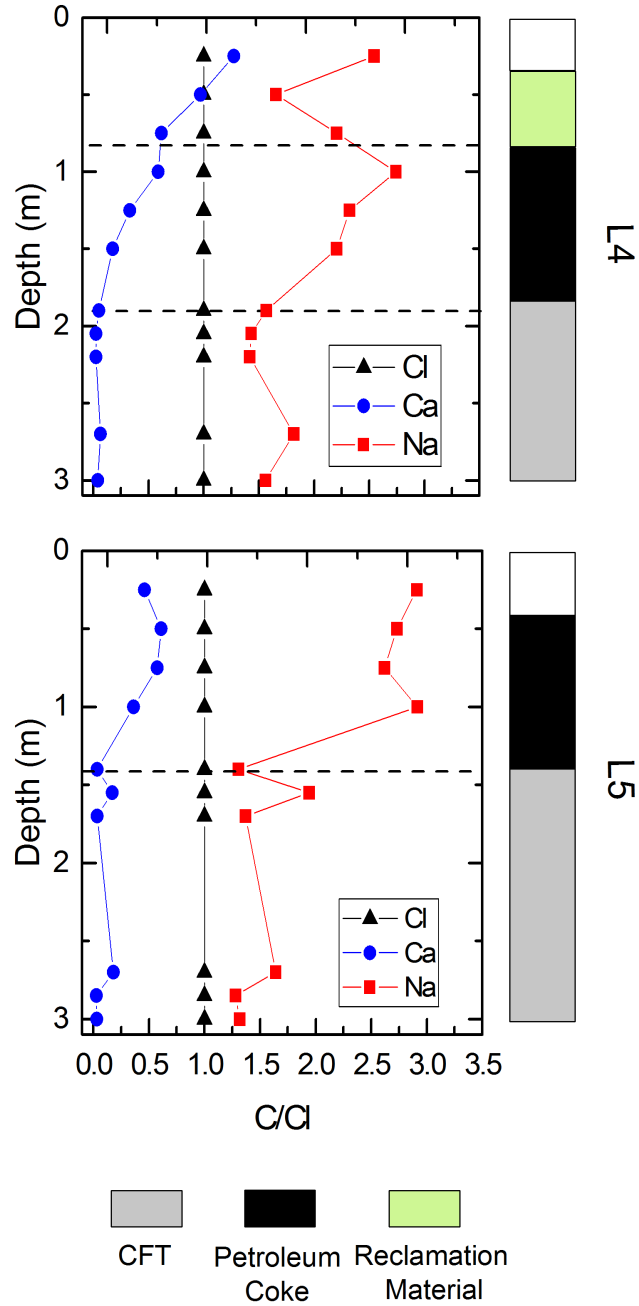 0
1
2
3
Depth (m)
Cl
Ca
Na
L4
0
1
2
3
Depth (m)
Cl
Ca
Na
L5
0.0 0.5 1.0 1.5 2.0 2.5 3.0 3.5
C/Cl
CFT
Petroleum
Coke
Reclamation
Material